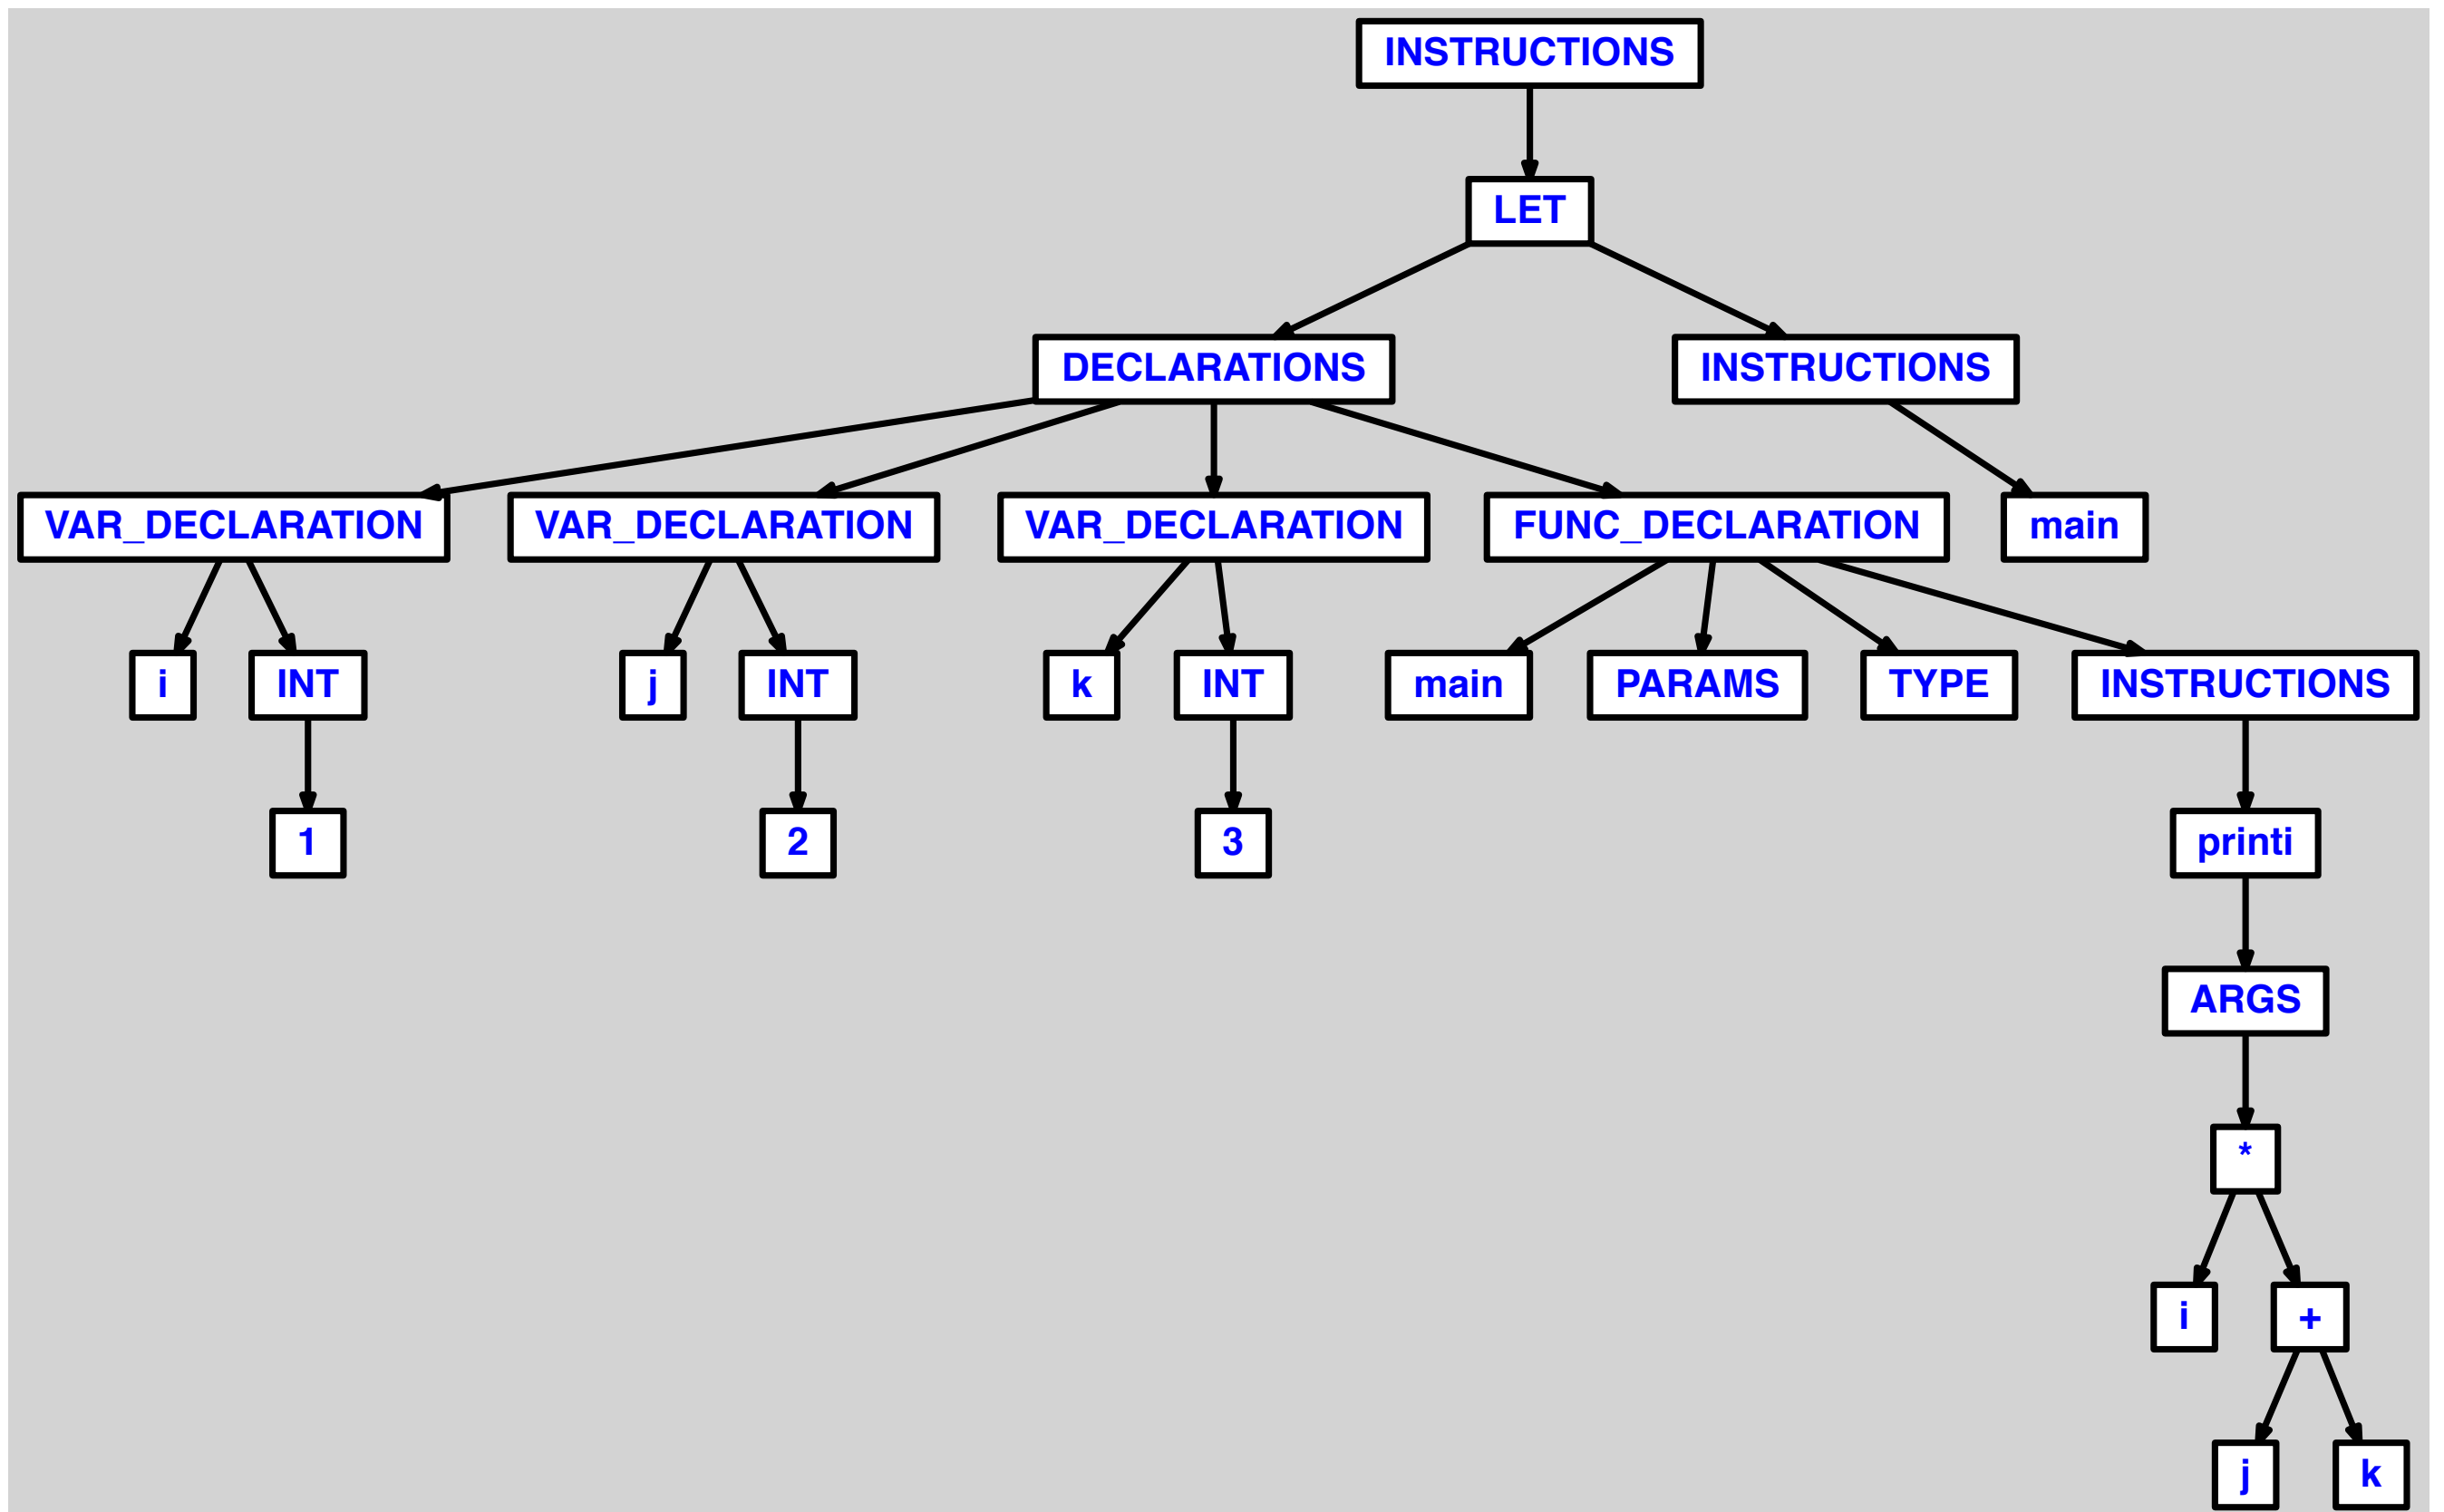 INSTRUCTIONS
LET
DECLARATIONS INSTRUCTIONS
VAR_DECLARATION VAR_DECLARATION VAR_DECLARATION FUNC_DECLARATION main
i INT j INT k INT main PARAMS TYPE INSTRUCTIONS
1 2 3 printi
ARGS
*
i +
j k